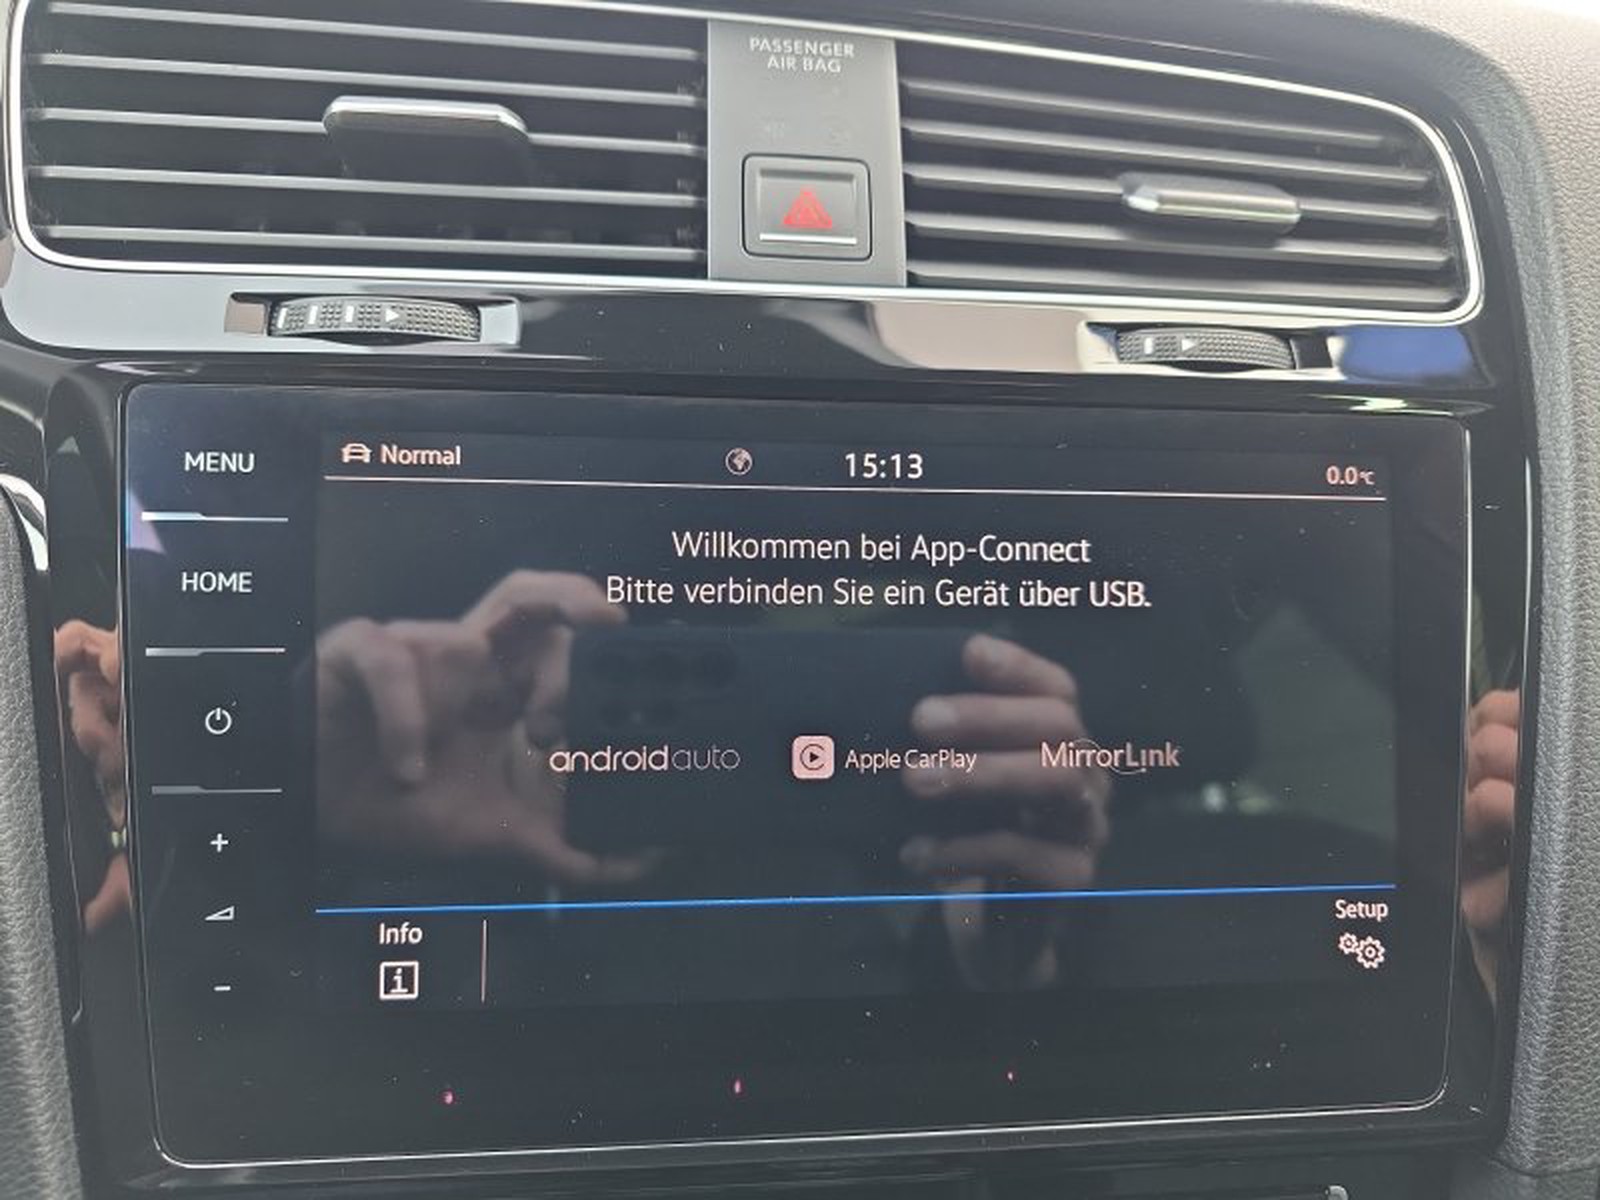 PASSENGER
AIR BAG
MENU
Normal
15:13
0.0°C
Willkommen bei App-Connect
Bitte verbinden Sie ein Gerät über USB.
HOME
androidauto
Apple CarPlay
MirrorLink
+
-
Info
i
Setup